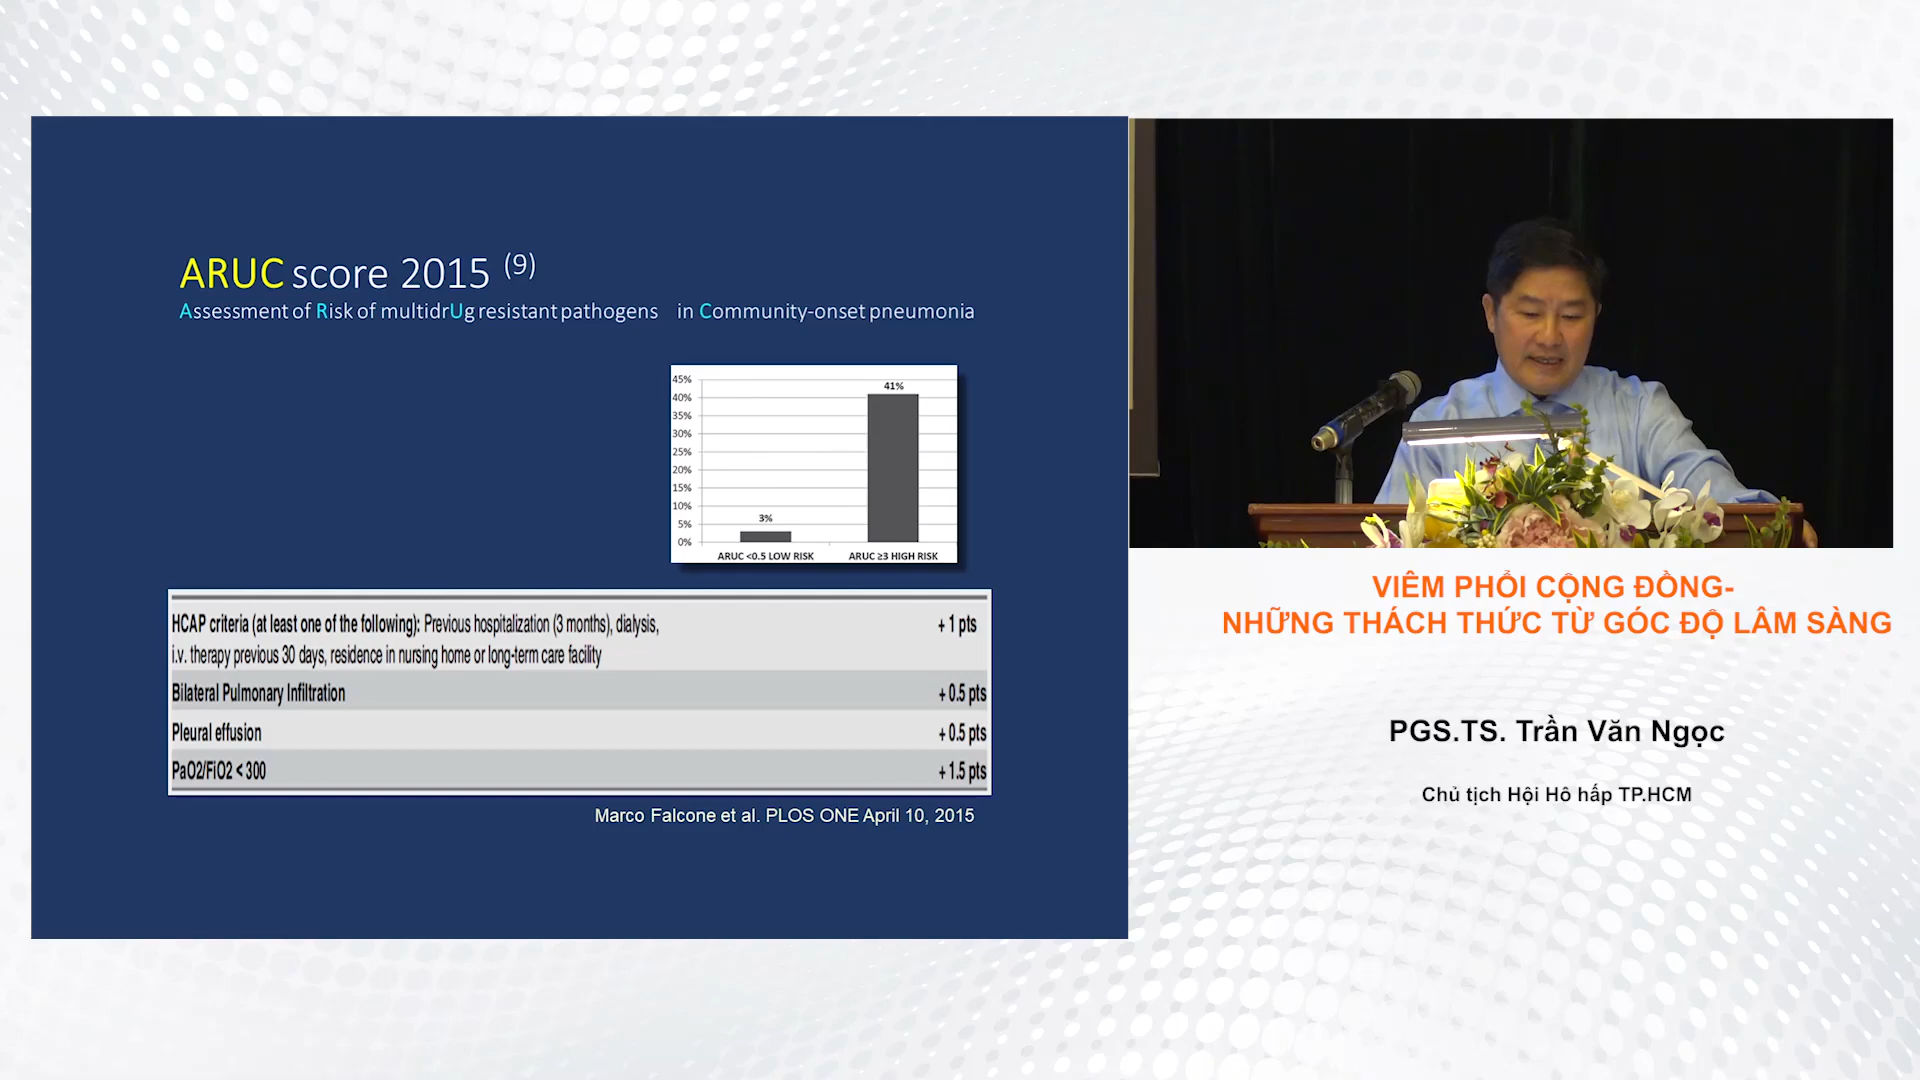 ARUC score 2015 (9)
Assessment of Risk of multidrUg resistant pathogens in Community-onset pneumonia
45%
40%
35%
30%
25%
20%
15%
10%
5%
0%
3%
41%
ARUC <0.5 LOW RISK
ARUC ≥3 HIGH RISK
HCAP criteria (at least one of the following): Previous hospitalization (3 months), dialysis, + 1 pts
i.v. therapy previous 30 days, residence in nursing home or long-term care facility
Bilateral Pulmonary Infiltration + 0.5 pts
Pleural effusion + 0.5 pts
PaO2/FiO2 < 300 + 1.5 pts
Marco Falcone et al. PLOS ONE April 10, 2015
VIÊM PHỔI CỘNG ĐỒNG-
NHỮNG THÁCH THỨC TỪ GÓC ĐỘ LÂM SÀNG
PGS.TS. Trần Văn Ngọc
Chủ tịch Hội Hô hấp TP.HCM